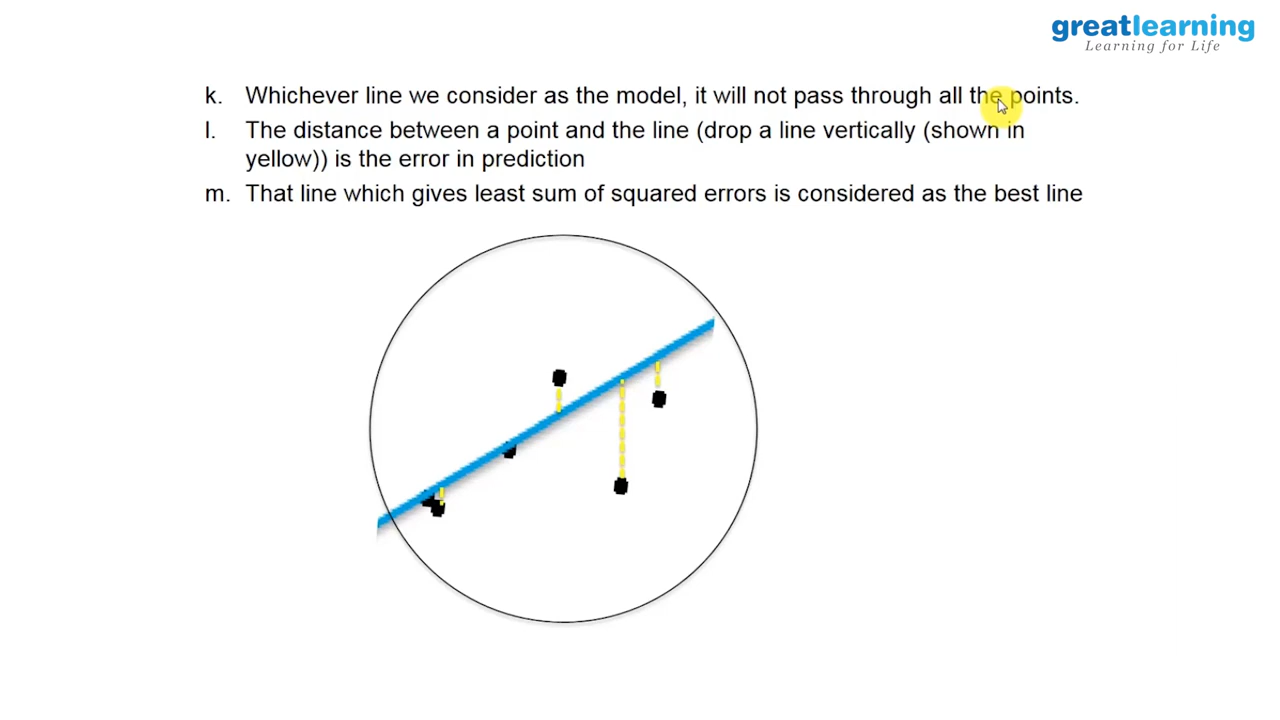 greatlearning
Learning for Life
k. Whichever line we consider as the model, it will not pass through all the points.
l. The distance between a point and the line (drop a line vertically (shown in
yellow)) is the error in prediction
m. That line which gives least sum of squared errors is considered as the best line